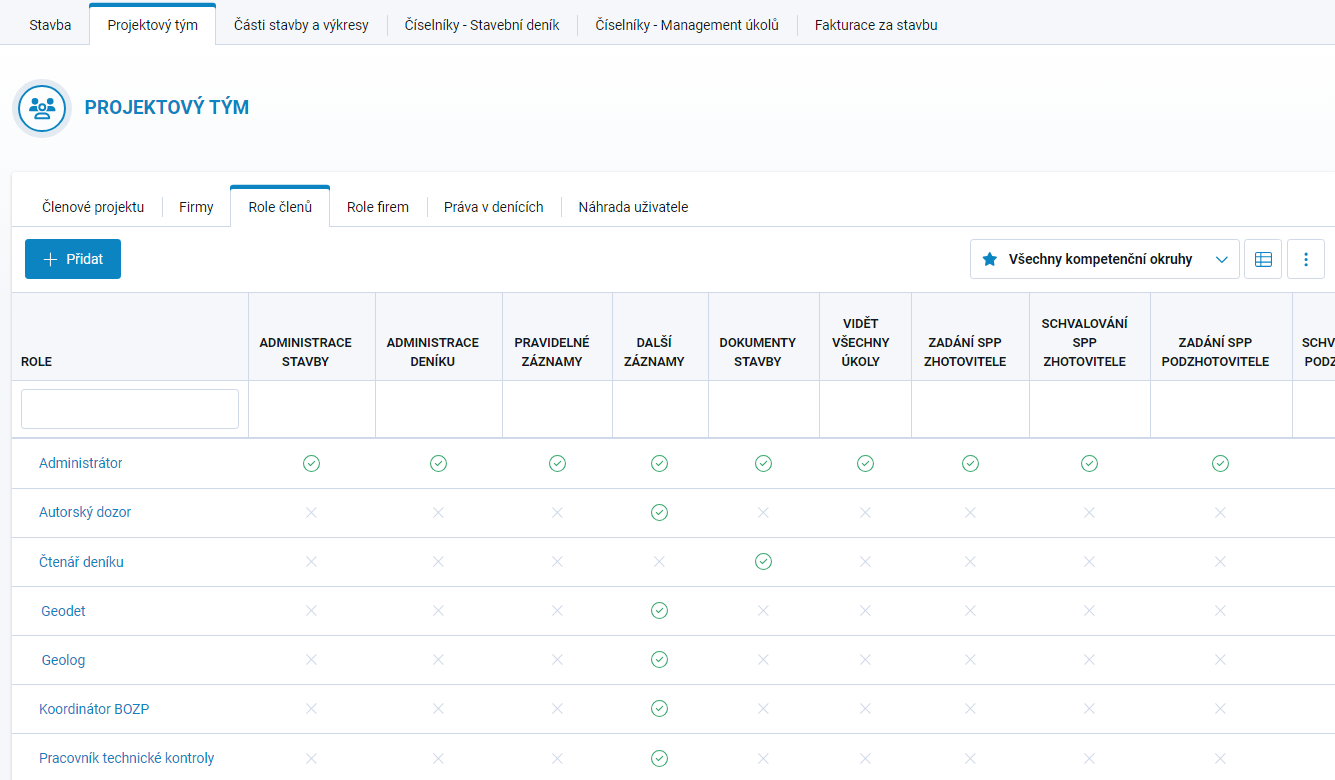 Stavba Projektový tým Části stavby a výkresy Číselníky - Stavební deník Číselníky - Management úkolů Fakturace za stavbu
PROJEKTOVÝ TÝM
Členové projektu Firmy Role členů Role firem Práva v denících Náhrada uživatele
Přidat Všechny kompetenční okruhy
ROLE
ADMINISTRACE
STAVBY
ADMINISTRACE
DENÍKU
PRAVIDELNÉ
ZÁZNAMY
DALŠÍ
ZÁZNAMY
DOKUMENTY
STAVBY
VIDĚT
VŠECHNY
ÚKOLY
ZADÁNÍ SPP
ZHOTOVITELE
SCHVALOVÁNÍ
SPP
ZHOTOVITELE
ZADÁNÍ SPP
PODZHOTOVITELE
SCHV
PODZ
Administrátor
Autorský dozor
Čtenář deníku
Geodet
Geolog
Koordinátor BOZP
Pracovník technické kontroly